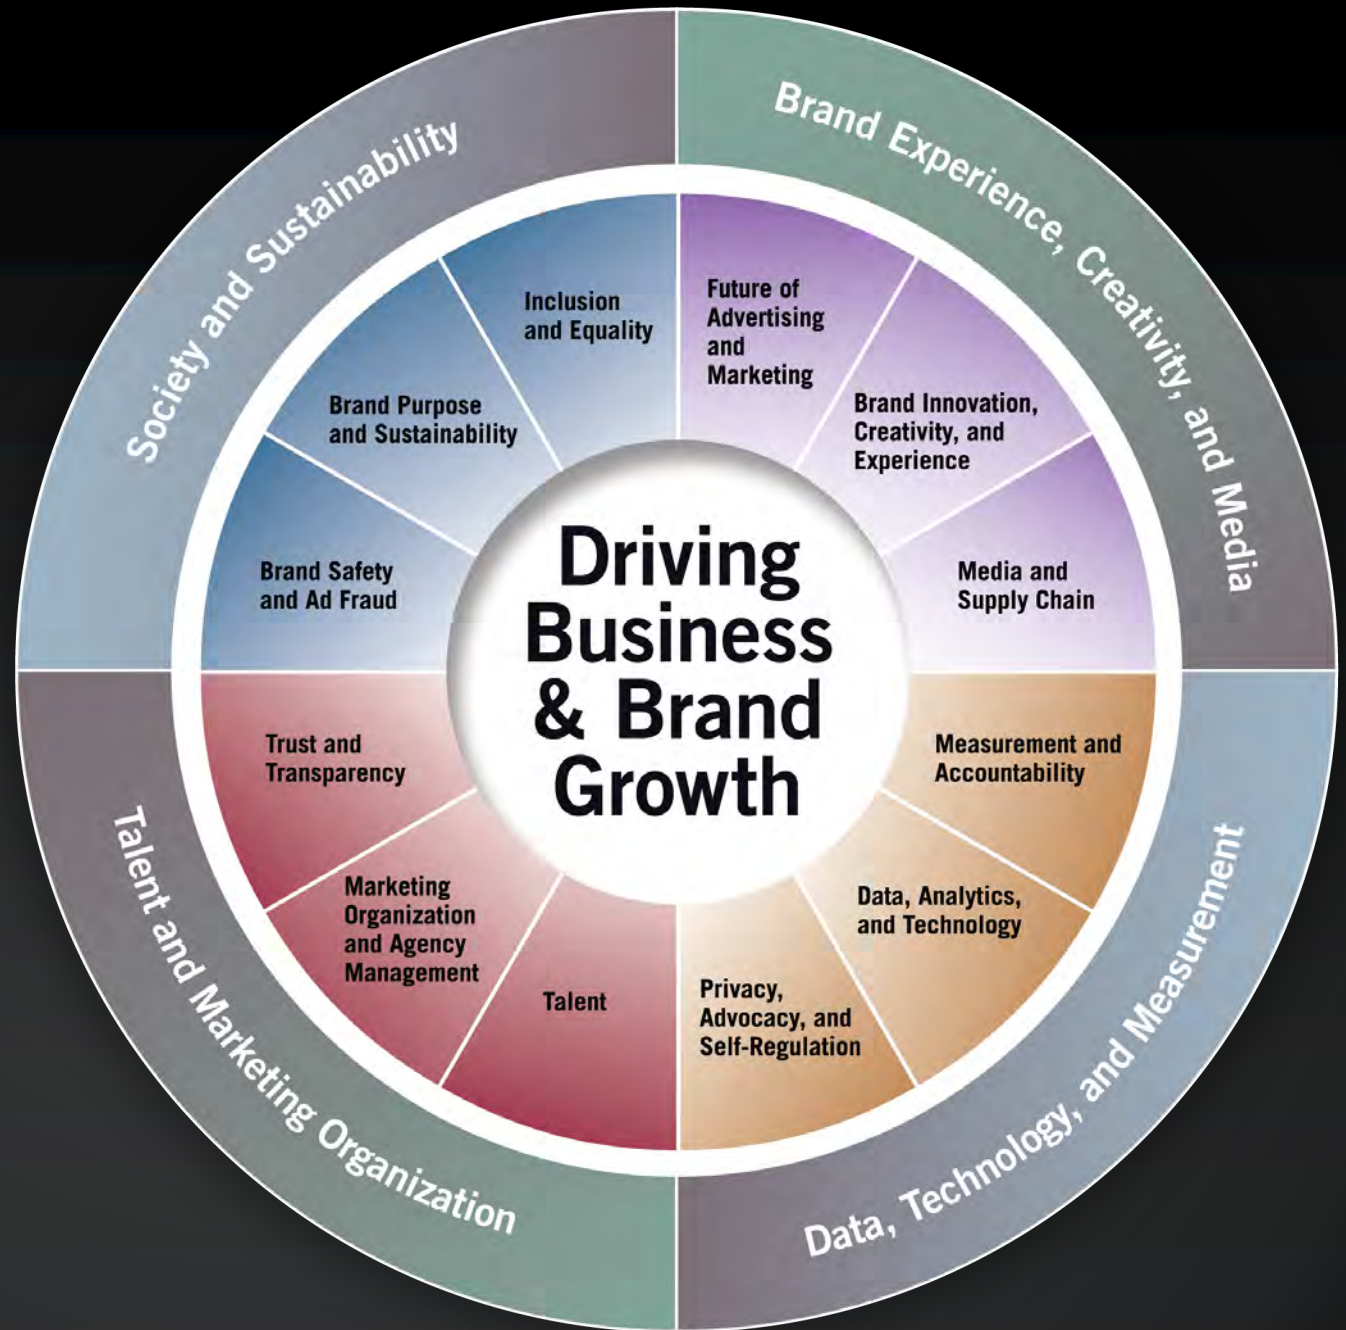 Society and Sustainability
Brand Experience, Creativity, and Media
Data, Technology, and Measurement
Talent and Marketing Organization
Inclusion
and Equality
Future of
Advertising
and
Marketing
Brand Innovation,
Creativity, and
Experience
Media and
Supply Chain
Measurement and
Accountability
Data, Analytics,
and Technology
Privacy,
Advocacy, and
Self-Regulation
Talent
Marketing
Organization
and Agency
Management
Trust and
Transparency
Brand Safety
and Ad Fraud
Brand Purpose
and Sustainability
Driving
Business
& Brand
Growth